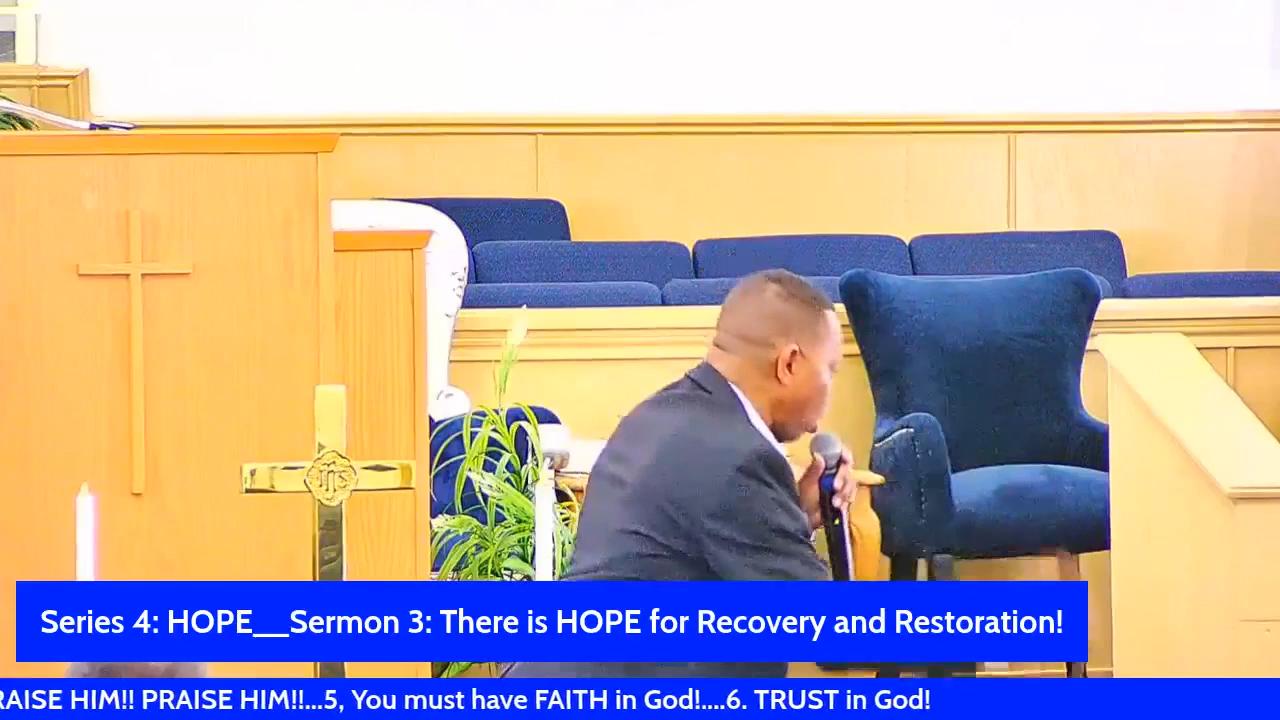 IHS
Series 4: HOPE__Sermon 3: There is HOPE for Recovery and Restoration!
RAISE HIM!! PRAISE HIM!!...5, You must have FAITH in God!....6. TRUST in God!